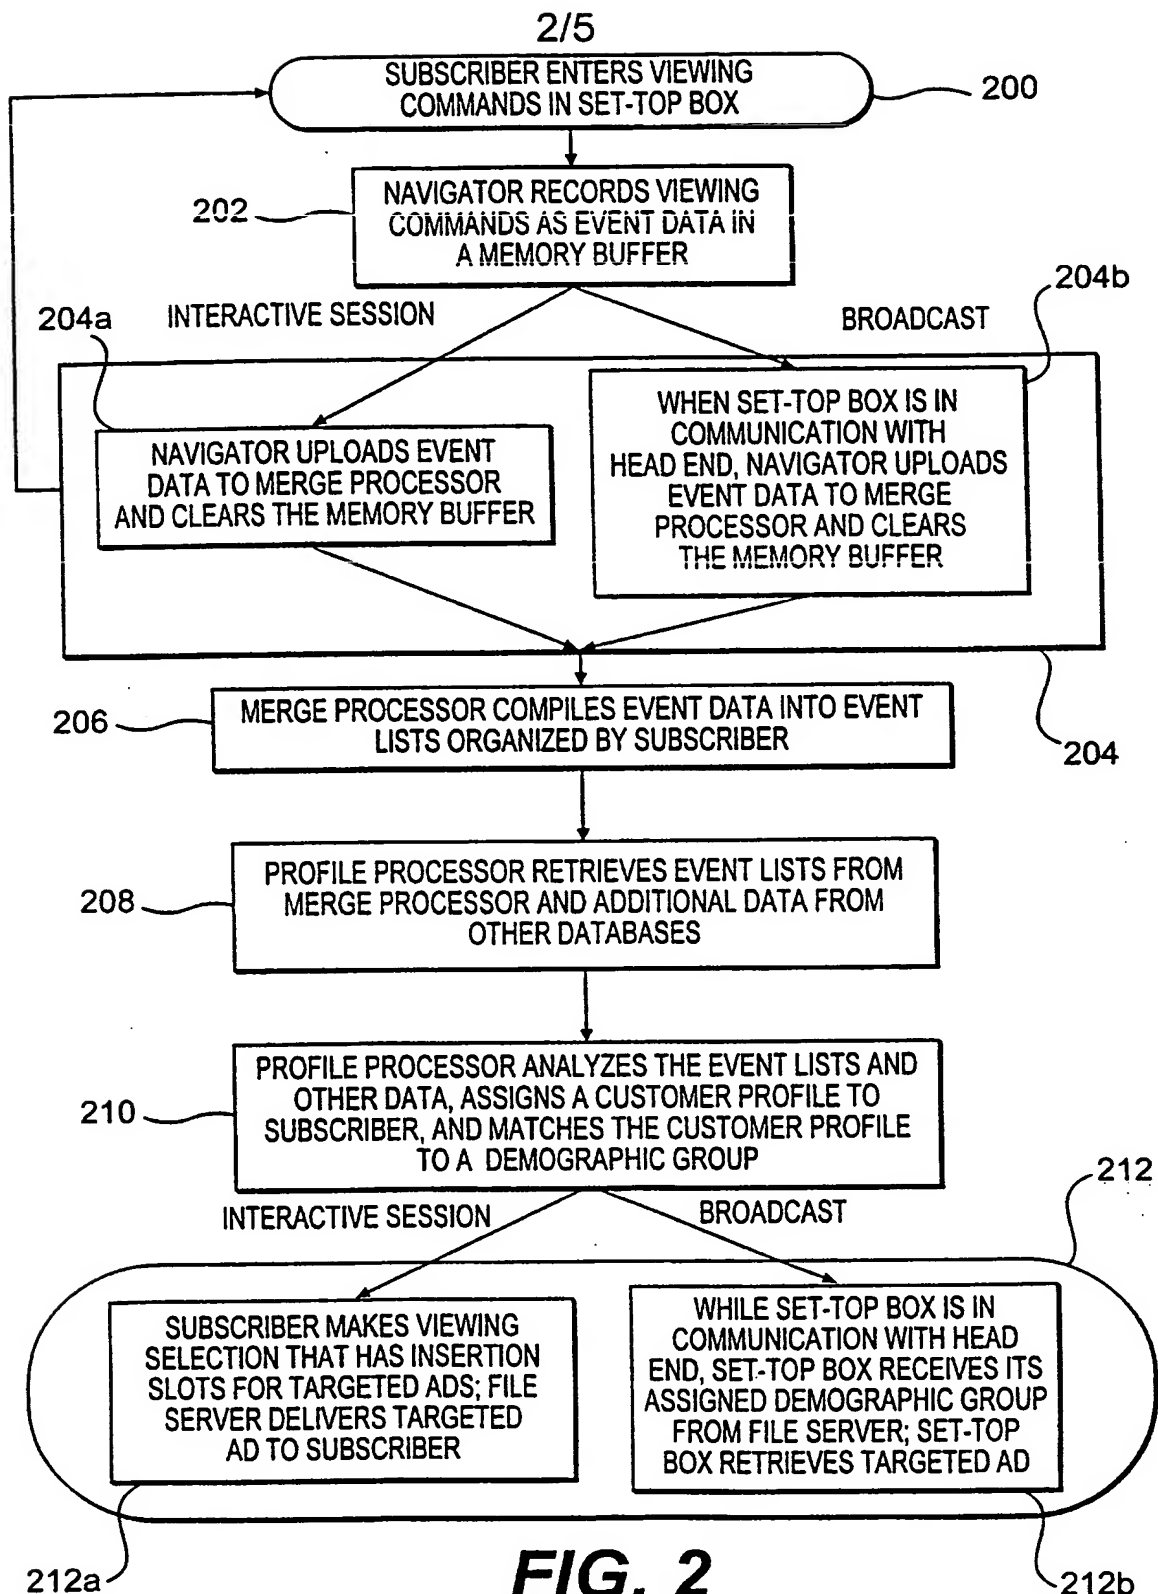 2/5
SUBSCRIBER ENTERS VIEWING
COMMANDS IN SET-TOP BOX
200
NAVIGATOR RECORDS VIEWING
COMMANDS AS EVENT DATA IN
A MEMORY BUFFER
202
INTERACTIVE SESSION
BROADCAST
204a
204b
NAVIGATOR UPLOADS EVENT
DATA TO MERGE PROCESSOR
AND CLEARS THE MEMORY BUFFER
WHEN SET-TOP BOX IS IN
COMMUNICATION WITH
HEAD END, NAVIGATOR UPLOADS
EVENT DATA TO MERGE
PROCESSOR AND CLEARS
THE MEMORY BUFFER
204
206
MERGE PROCESSOR COMPILES EVENT DATA INTO EVENT
LISTS ORGANIZED BY SUBSCRIBER
208
PROFILE PROCESSOR RETRIEVES EVENT LISTS FROM
MERGE PROCESSOR AND ADDITIONAL DATA FROM
OTHER DATABASES
210
PROFILE PROCESSOR ANALYZES THE EVENT LISTS AND
OTHER DATA, ASSIGNS A CUSTOMER PROFILE TO
SUBSCRIBER, AND MATCHES THE CUSTOMER PROFILE
TO A DEMOGRAPHIC GROUP
212
INTERACTIVE SESSION
BROADCAST
SUBSCRIBER MAKES VIEWING
SELECTION THAT HAS INSERTION
SLOTS FOR TARGETED ADS; FILE
SERVER DELIVERS TARGETED
AD TO SUBSCRIBER
WHILE SET-TOP BOX IS IN
COMMUNICATION WITH HEAD
END, SET-TOP BOX RECEIVES ITS
ASSIGNED DEMOGRAPHIC GROUP
FROM FILE SERVER; SET-TOP
BOX RETRIEVES TARGETED AD
212a
212b
FIG. 2